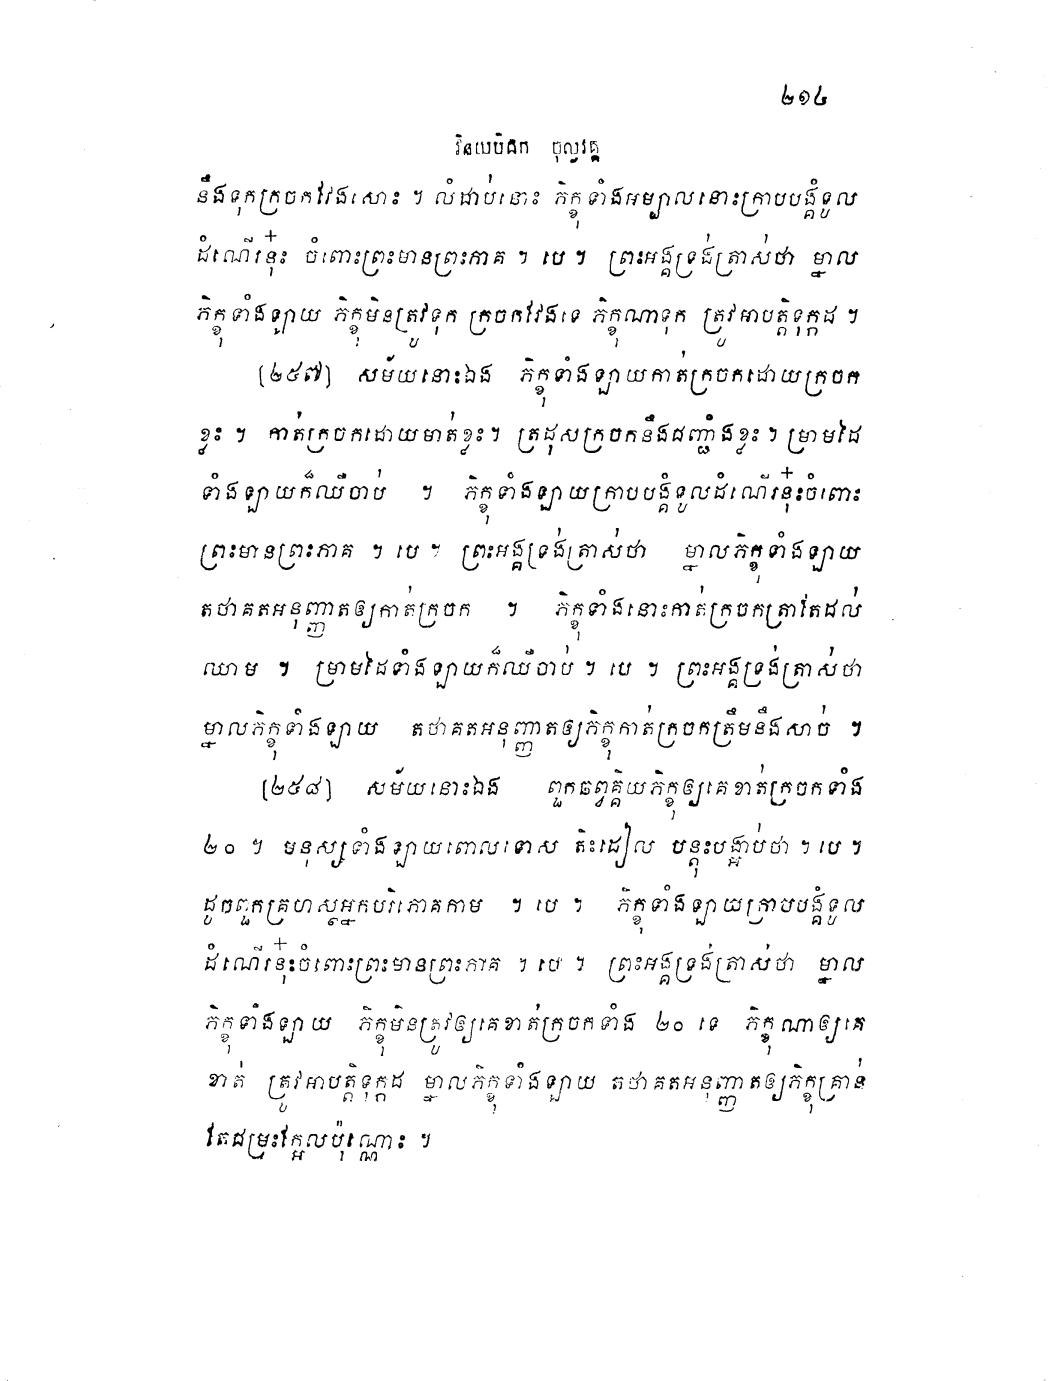 ២១៤
វិនយបិដក ចុល្លវគ្គ
នឹងទុកក្រចកវែងសោះ ។ លំដាប់នោះ ភិក្ខុទាំងអម្បាលនោះក្រាបបង្គំទូល
ដំណើរនុ៎ះ ចំពោះព្រះមានព្រះភាគ ។ បេ ។ ព្រះអង្គទ្រង់ត្រាស់ថា ម្នាល
ភិក្ខុទាំងឡាយ ភិក្ខុមិនត្រូវទុក ក្រចកវែងទេ ភិក្ខុណាទុក ត្រូវអាបត្តិទុក្កដ ។
[២៥៧] សម័យនោះឯង ភិក្ខុទាំងឡាយកាត់ក្រចកដោយក្រចក
ខ្លះ ។ កាត់ក្រចកដោយមាត់ខ្លះ។ ត្រដុសក្រចកនឹងជញ្ជាំងខ្លះ ។ ម្រាមដៃ
ទាំងឡាយក៏ឈឺចាប់ ។ ភិក្ខុទាំងឡាយក្រាបបង្គំទូលដំណើរនុ៎ះចំពោះ
ព្រះមានព្រះភាគ ។ បេ ។ ព្រះអង្គទ្រង់ត្រាស់ថា ម្នាលភិក្ខុទាំងឡាយ
តថាគតអនុញ្ញាតឲ្យកាត់ក្រចក ។ ភិក្ខុទាំងនោះកាត់ក្រចកត្រាតែដល់
ឈាម ។ ម្រាមដៃទាំងឡាយក៏ឈឺចាប់ ។ បេ ។ ព្រះអង្គទ្រង់ត្រាស់ថា
ម្នាលភិក្ខុទាំងឡាយ តថាគតអនុញ្ញាតឲ្យភិក្ខុកាត់ក្រចកត្រឹមនឹងសាច់ ។
[២៥៨] សម័យនោះឯង ពួកឆព្វគ្គិយភិក្ខុឲ្យគេខាត់ក្រចកទាំង
២០ ។ មនុស្សទាំងឡាយពោលទោស តិះដៀល បន្តុះបង្អាប់ថា ។ បេ ។
ដូចពួកគ្រហស្ថអ្នកបរិភោគកាម ។ បេ ។ ភិក្ខុទាំងឡាយក្រាបបង្គំទូល
ដំណើរនុ៎ះចំពោះព្រះមានព្រះភាគ ។ បេ ។ ព្រះអង្គទ្រង់ត្រាស់ថា ម្នាល
ភិក្ខុទាំងឡាយ ភិក្ខុមិនត្រូវឲ្យគេខាត់ក្រចកទាំង ២០ ទេ ភិក្ខុណាឲ្យគេ
ខាត់ ត្រូវអាបត្តិទុក្កដ ម្នាលភិក្ខុទាំងឡាយ តថាគតអនុញ្ញាតឲ្យភិក្ខុគ្រាន់
តែជម្រះក្អែលប៉ុណ្ណោះ ។